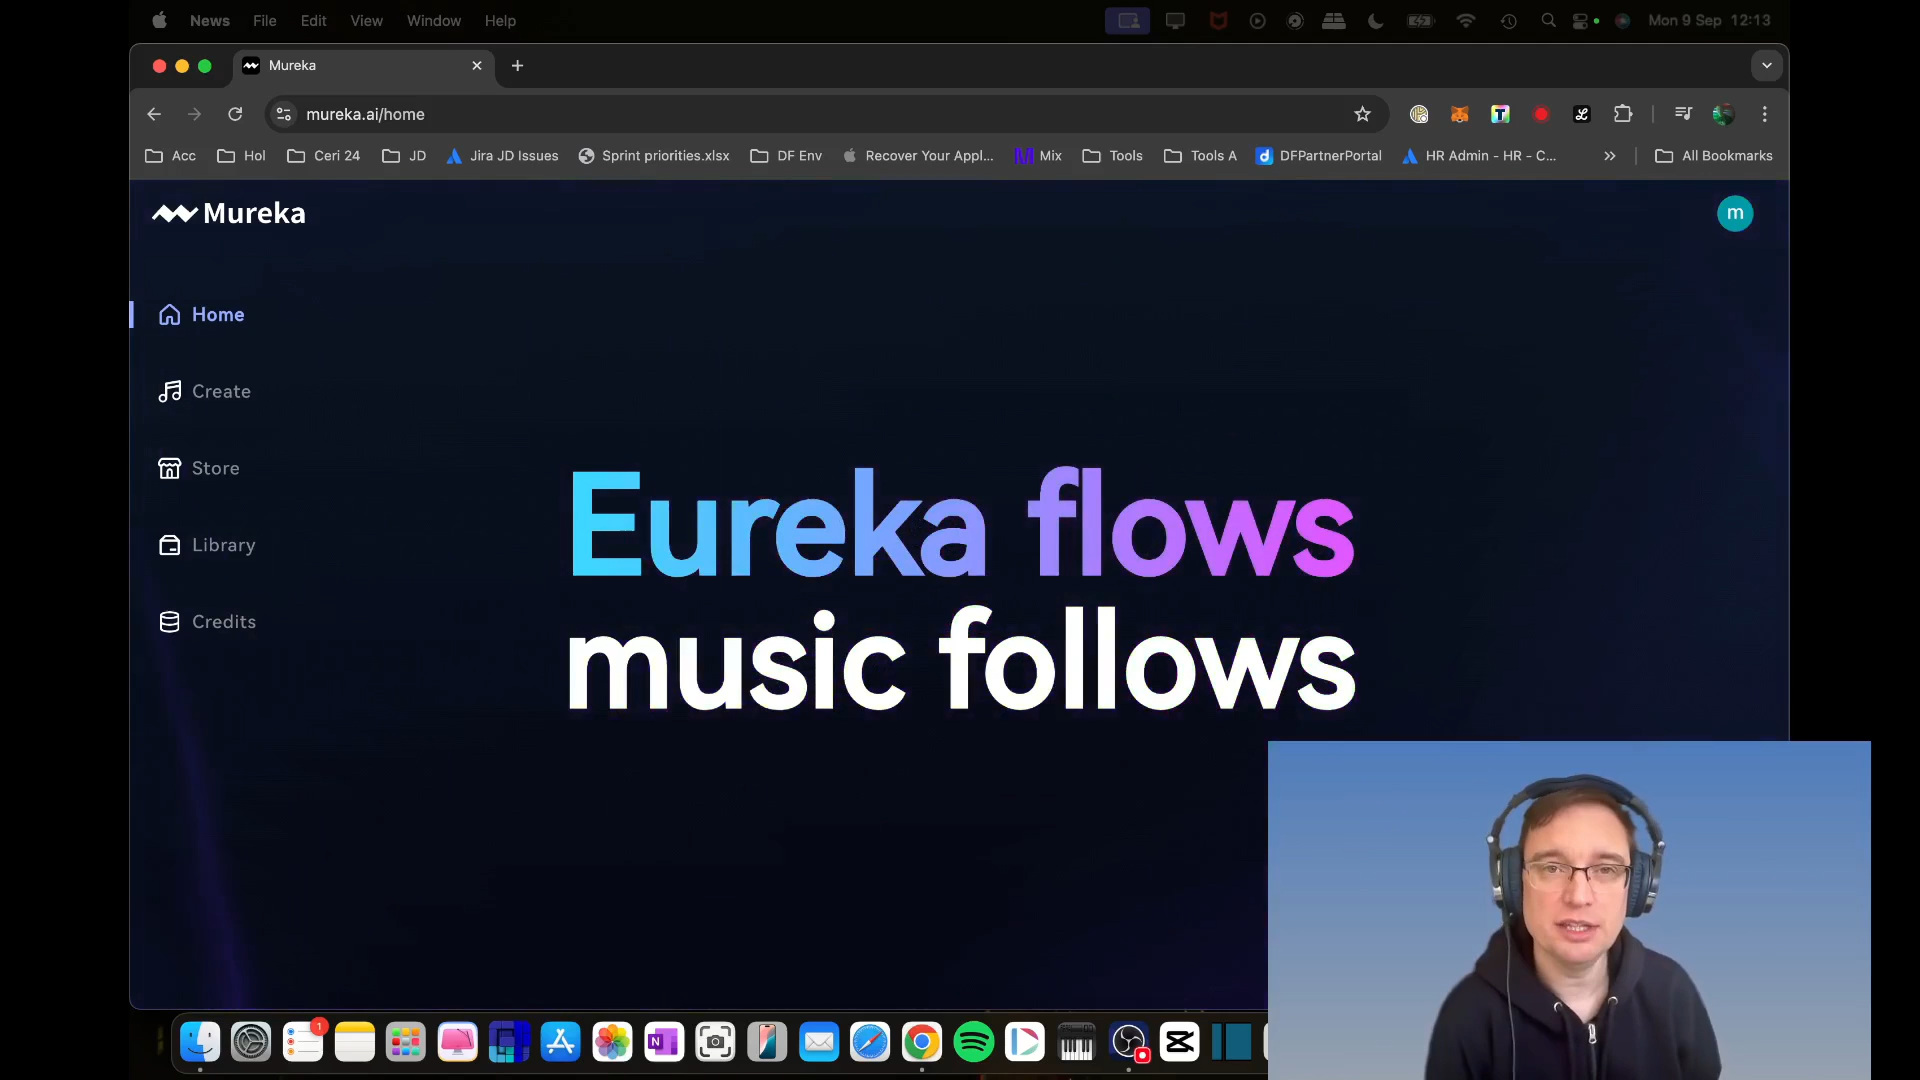 News File Edit View Window Help Mon 9 Sep 12:13
Mureka
mureka.ai/home
Acc Hol Ceri 24 JD Jira JD Issues Sprint priorities.xlsx DF Env Recover Your Appl... Mix Tools Tools A DFPartnerPortal HR Admin - HR - C... All Bookmarks
Mureka
m
Home
Create
Store
Library
Credits
Eureka flows
music follows
1
N